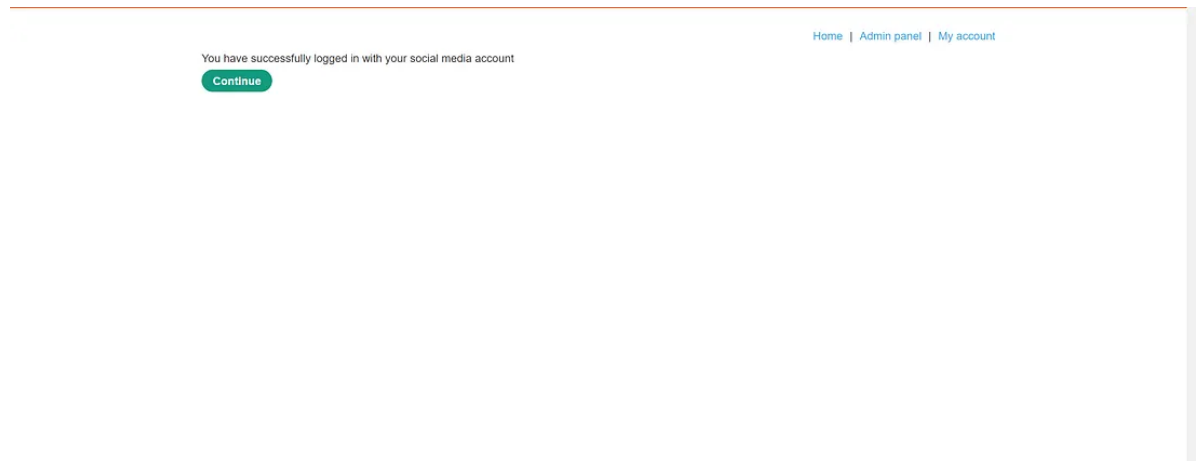 Home | Admin panel | My account
You have successfully logged in with your social media account
Continue